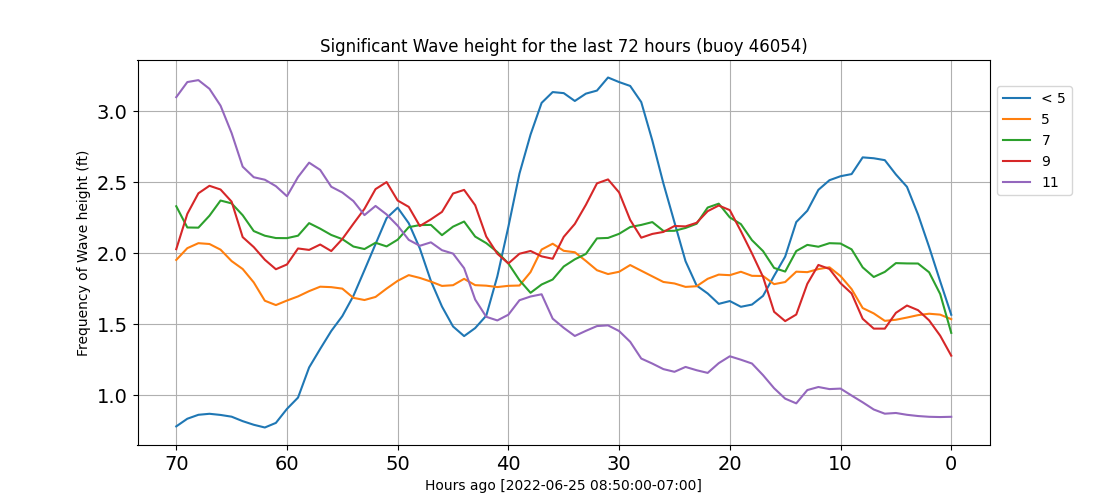 Significant Wave height for the last 72 hours (buoy 46054)
Frequency of Wave height (ft)
3.0
2.5
2.0
1.5
1.0
70 60 50 40 30 20 10 0
Hours ago [2022-06-25 08:50:00-07:00]
< 5
5
7
9
11